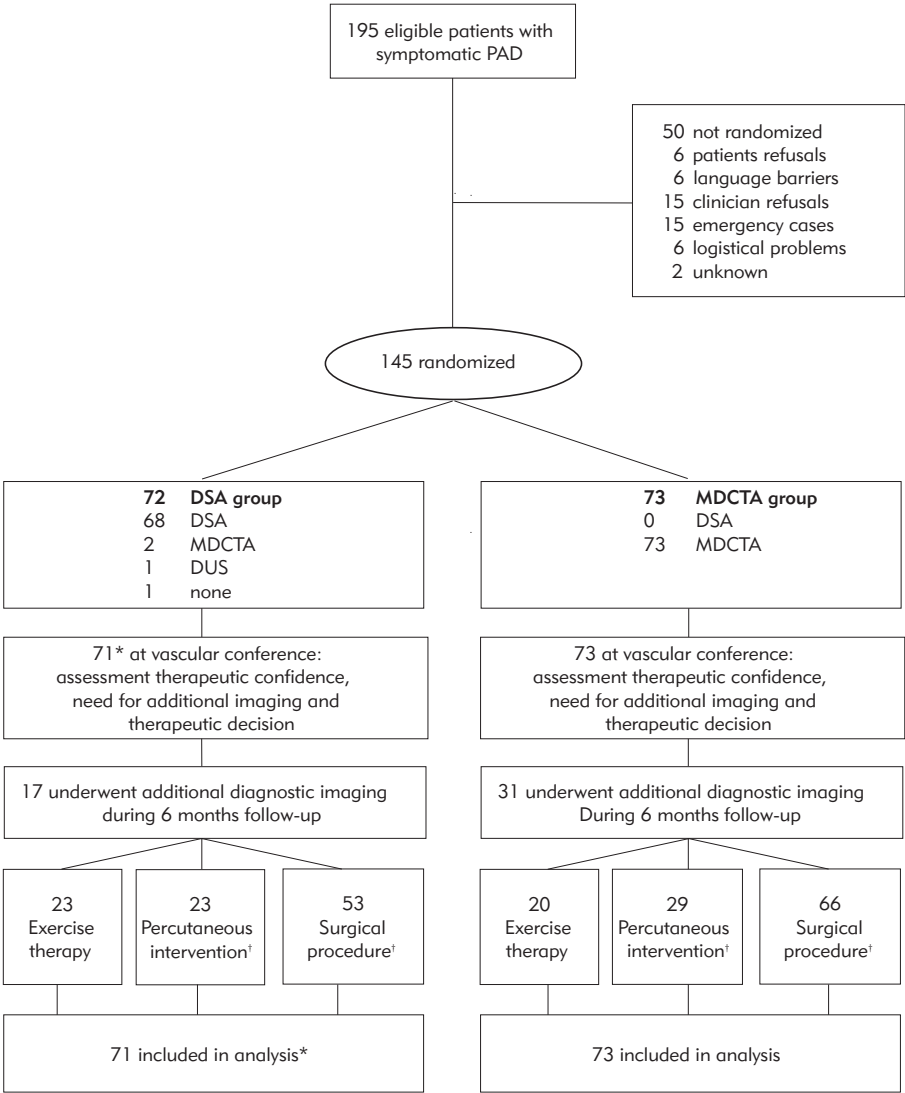 195 eligible patients with
symptomatic PAD
50 not randomized
6 patients refusals
6 language barriers
15 clinician refusals
15 emergency cases
6 logistical problems
2 unknown
145 randomized
72 DSA group
68 DSA
2 MDCTA
1 DUS
1 none
73 MDCTA group
0 DSA
73 MDCTA
71* at vascular conference:
assessment therapeutic confidence,
need for additional imaging and
therapeutic decision
73 at vascular conference:
assessment therapeutic confidence,
need for additional imaging and
therapeutic decision
17 underwent additional diagnostic imaging
during 6 months follow-up
31 underwent additional diagnostic imaging
During 6 months follow-up
23
Exercise
therapy
23
Percutaneous
intervention†
53
Surgical
procedure†
20
Exercise
therapy
29
Percutaneous
intervention†
66
Surgical
procedure†
71 included in analysis*
73 included in analysis